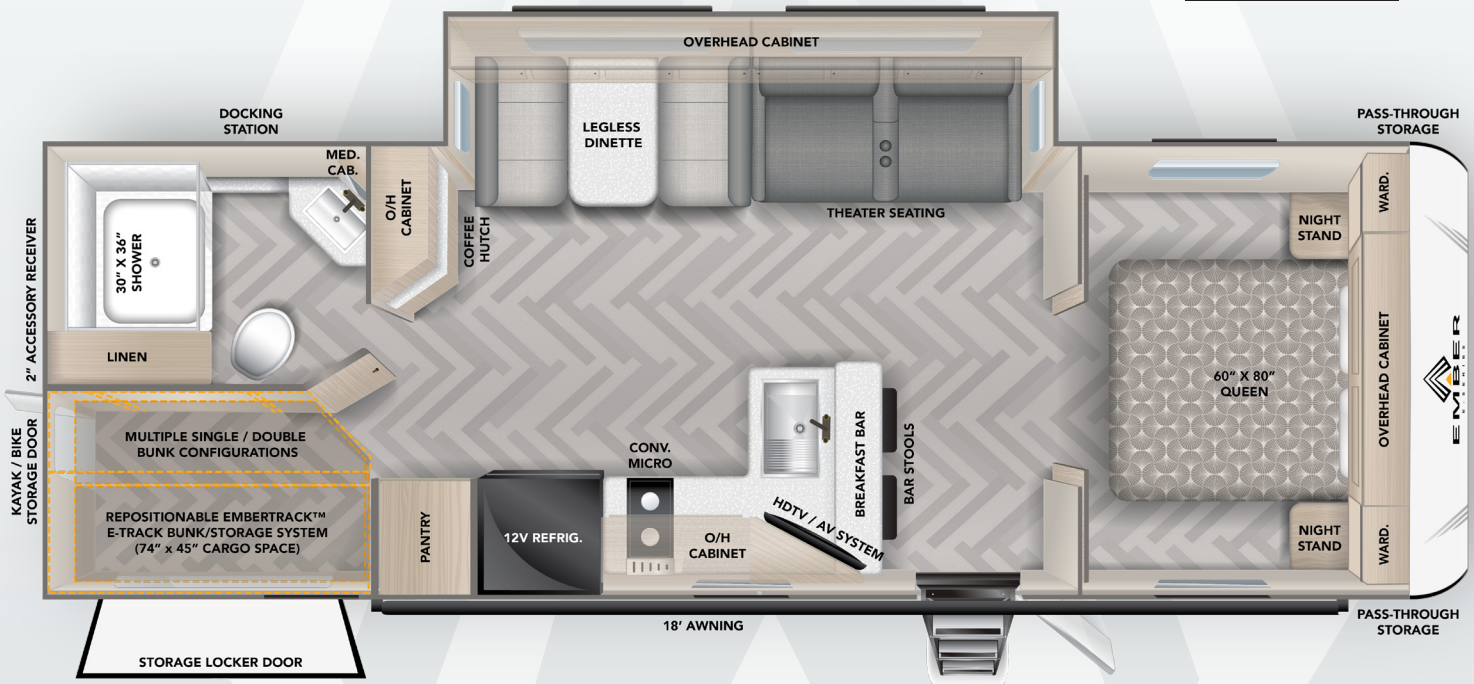 OVERHEAD CABINET
DOCKING
STATION
PASS-THROUGH
STORAGE
MED.
CAB.
LEGLESS
DINETTE
O/H
CABINET
COFFEE
HUTCH
THEATER SEATING
WARD.
NIGHT
STAND
30" X 36"
SHOWER
2" ACCESSORY RECEIVER
LINEN
60" X 80"
QUEEN
OVERHEAD CABINET
EMBER
KAYAK / BIKE
STORAGE DOOR
MULTIPLE SINGLE / DOUBLE
BUNK CONFIGURATIONS
REPOSITIONABLE EMBERTRACK™
E-TRACK BUNK/STORAGE SYSTEM
(74" x 45" CARGO SPACE)
PANTRY
12V REFRIG.
CONV.
MICRO
O/H
CABINET
HDTV / AV SYSTEM
BREAKFAST BAR
BAR STOOLS
NIGHT
STAND
WARD.
PASS-THROUGH
STORAGE
18' AWNING
STORAGE LOCKER DOOR